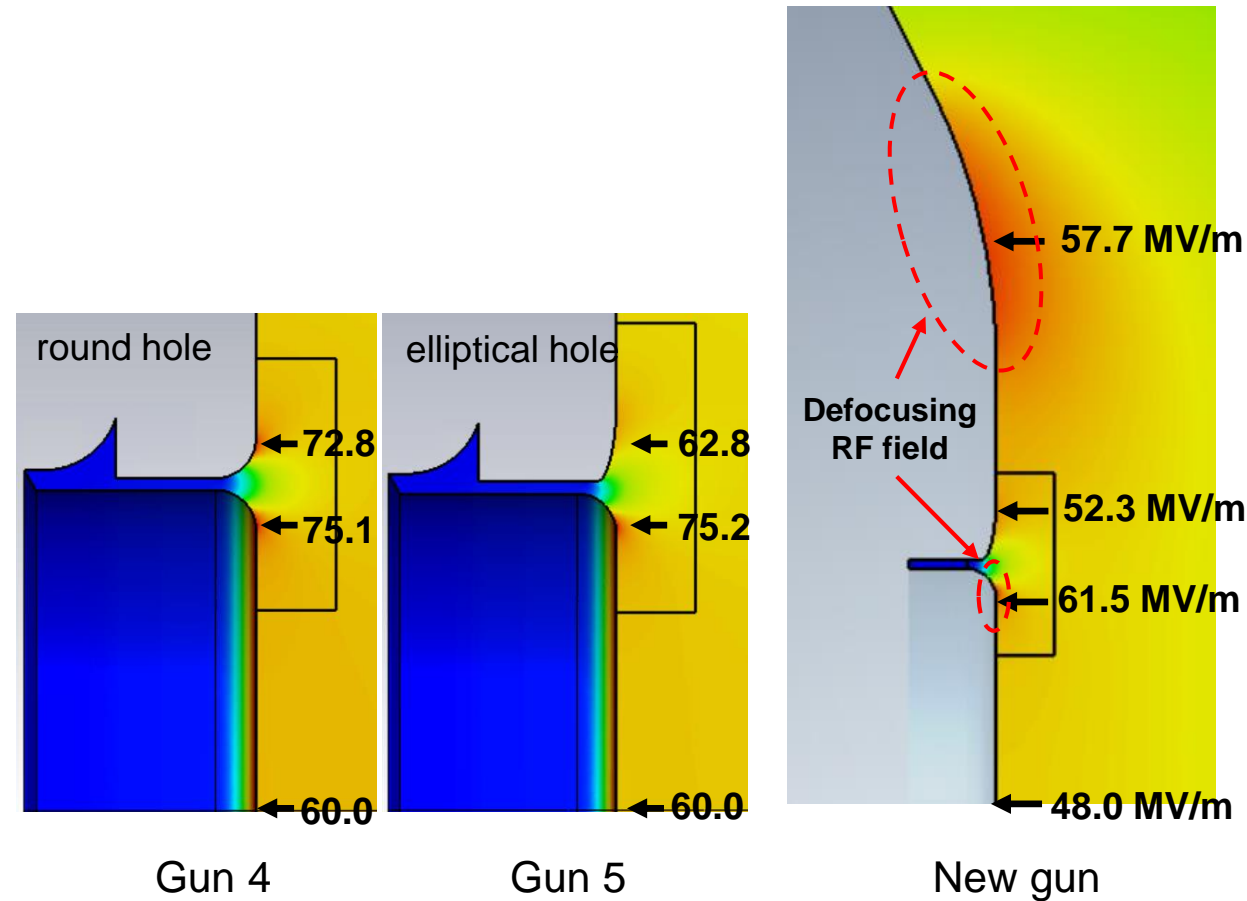 round hole
72.8
75.1
60.0
Gun 4
elliptical hole
62.8
75.2
60.0
Gun 5
57.7 MV/m
Defocusing
RF field
52.3 MV/m
61.5 MV/m
48.0 MV/m
New gun